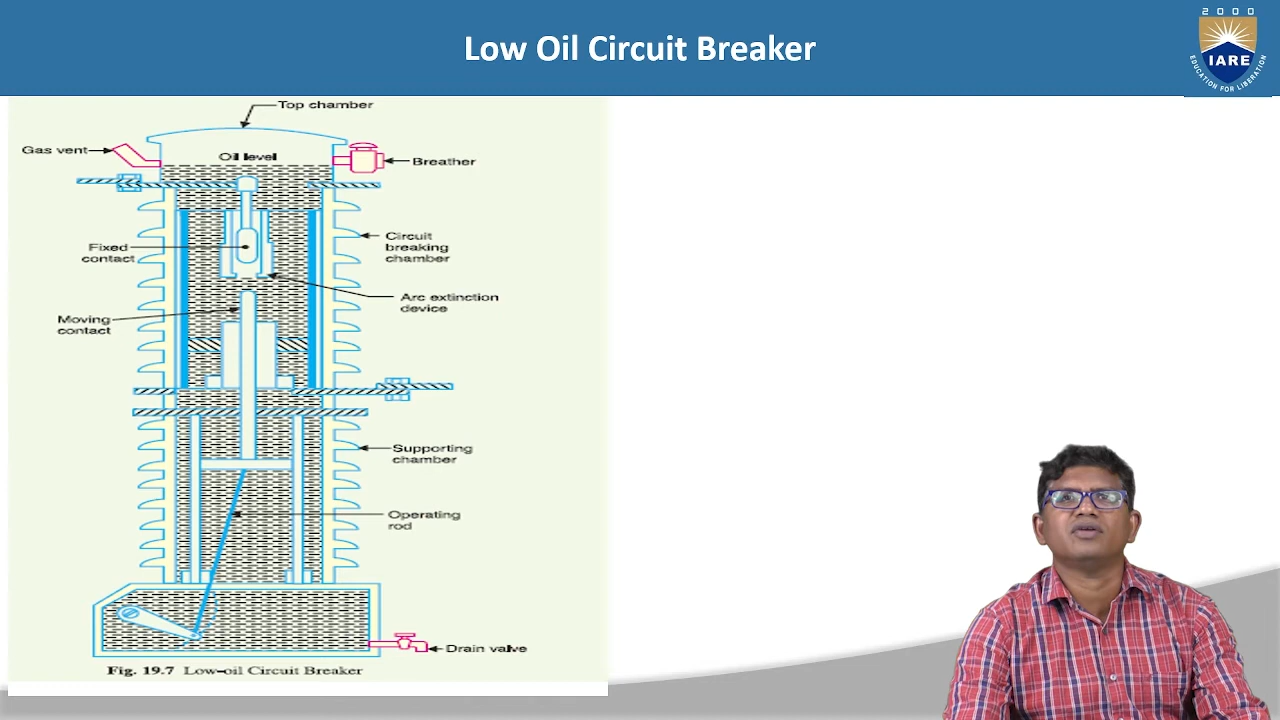 Low Oil Circuit Breaker
2000
IARE
EDUCATION FOR LIBERATION
Top chamber
Gas vent
Oil level
Breather
Fixed
contact
Circuit
breaking
chamber
Arc extinction
device
Moving
contact
Supporting
chamber
Operating
rod
Drain valve
Fig. 19.7 Low-oil Circuit Breaker